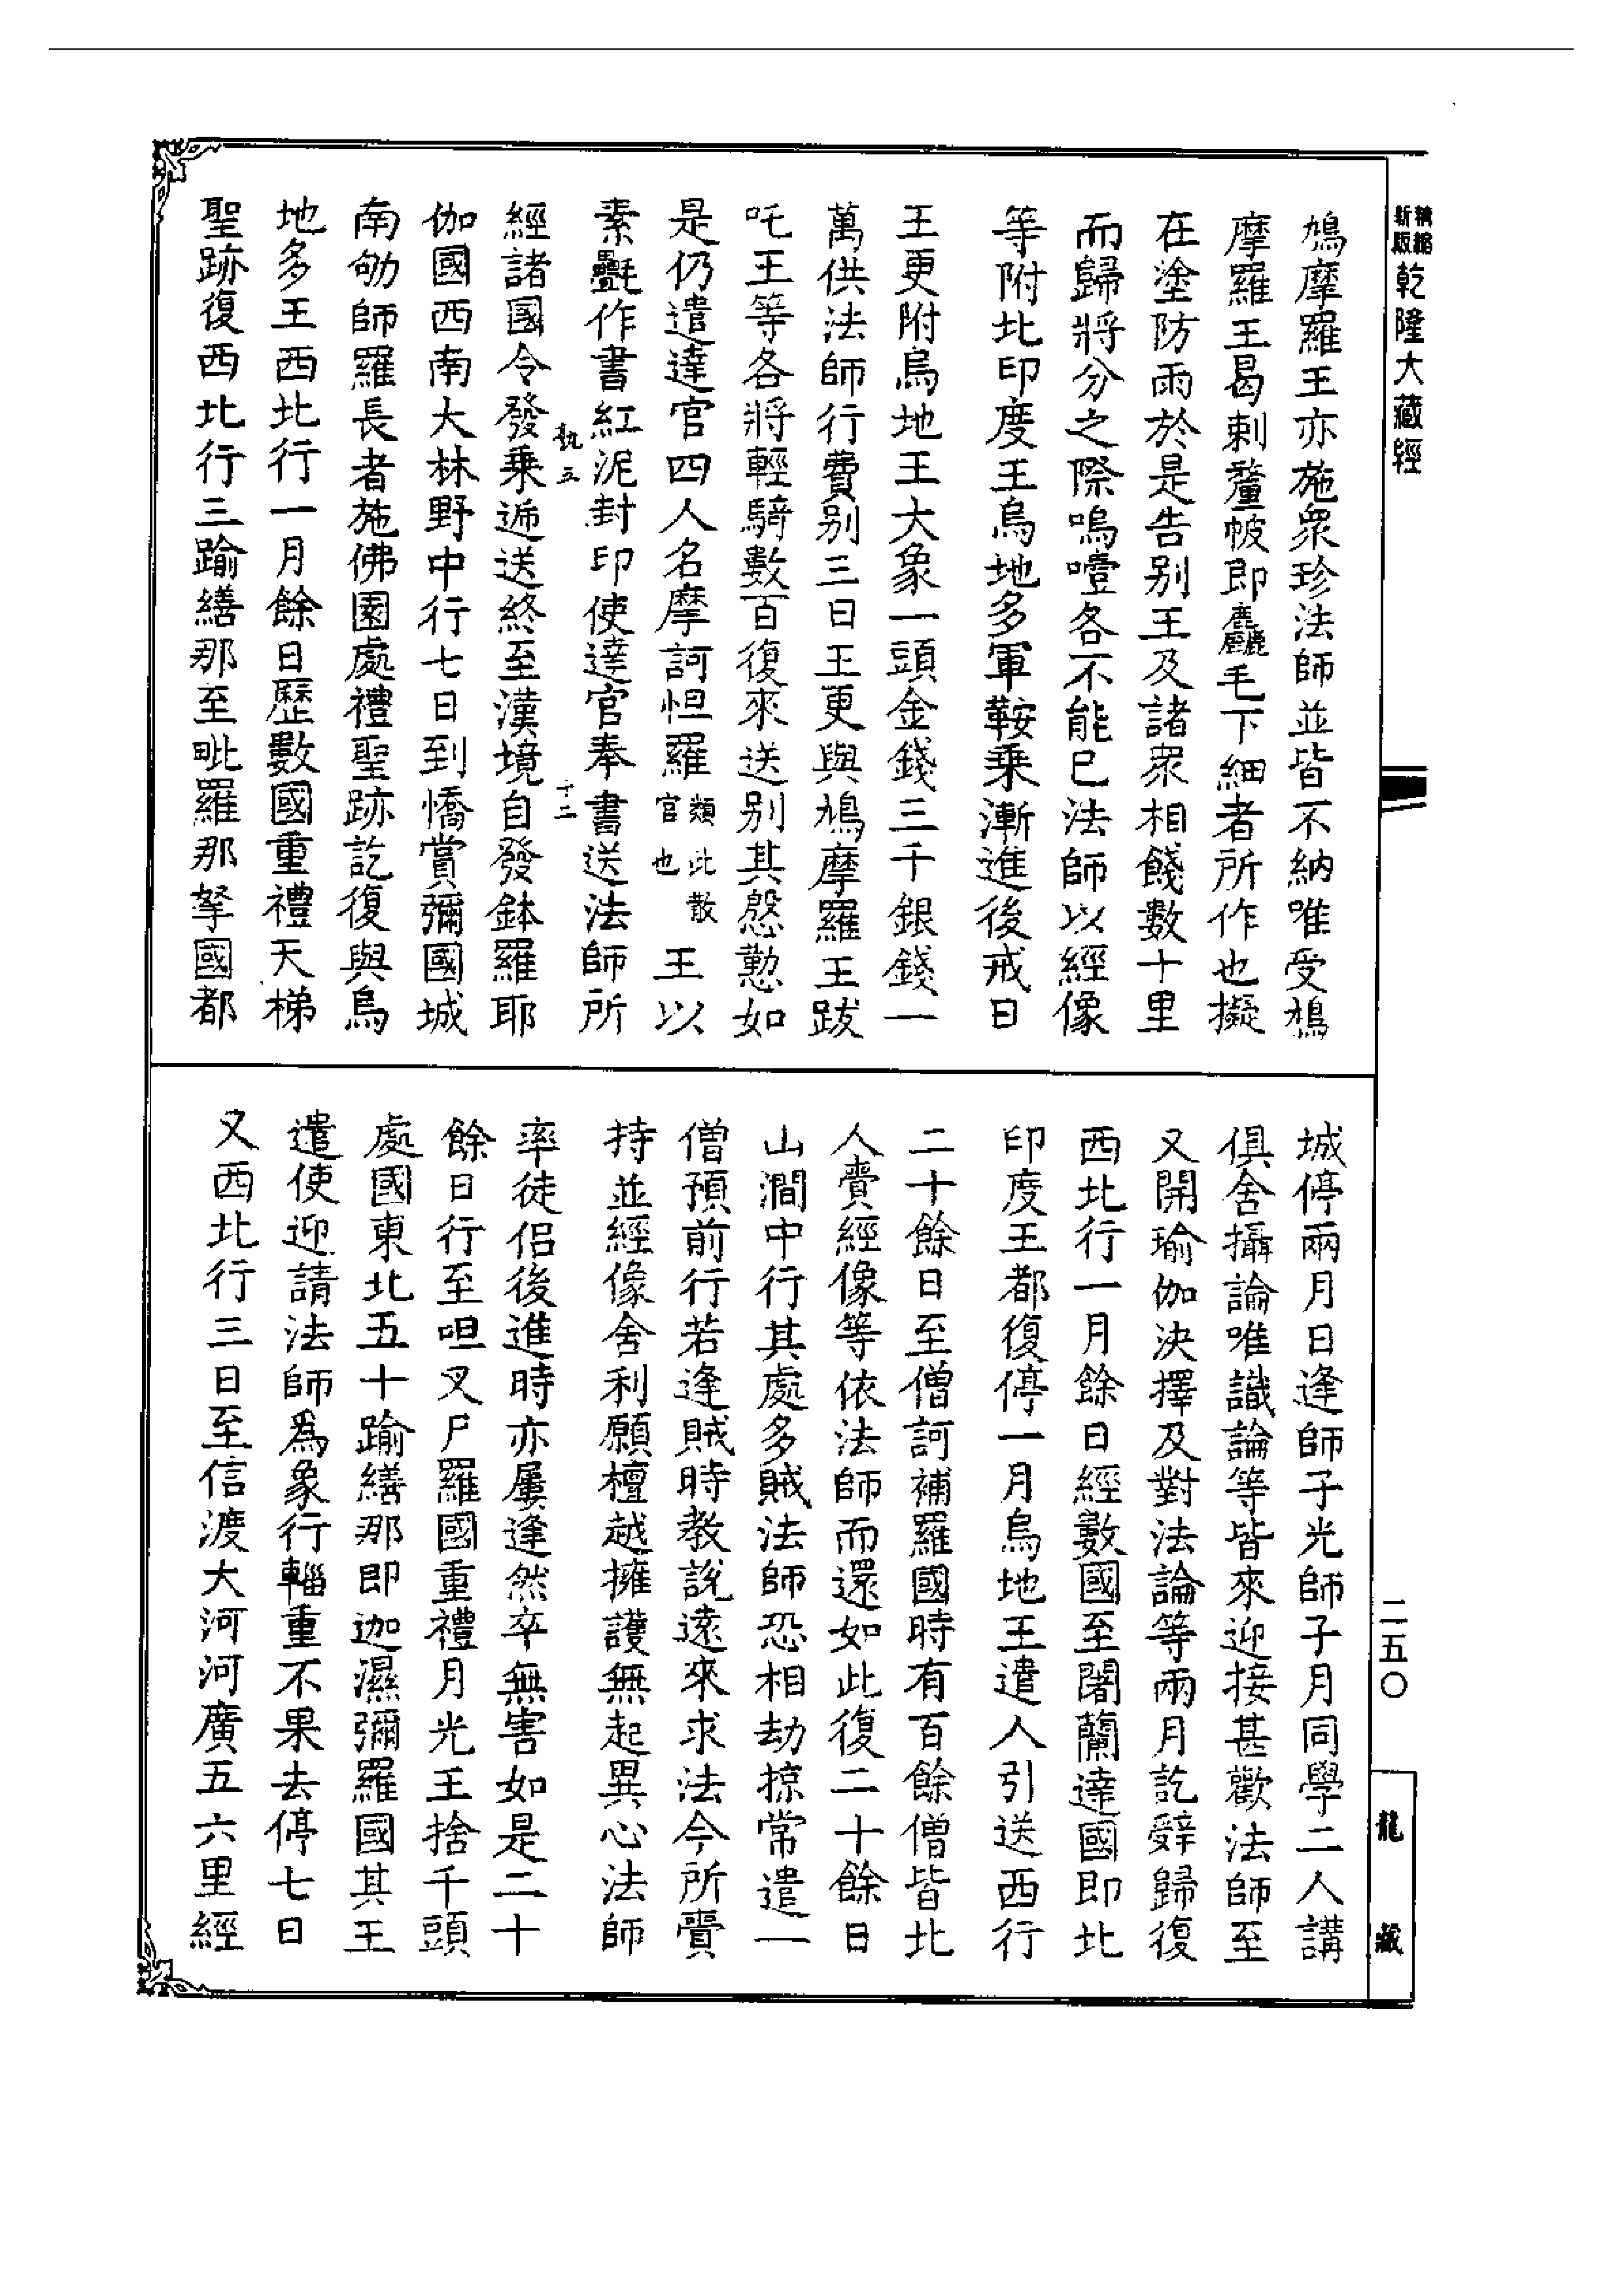 精縮新版乾隆大藏經
鳩摩羅王亦施衆珍法師並皆不納唯受鳩
摩羅王曷剌釐帔即麤毛下細者所作也擬
在塗防雨於是告别王及諸衆相餞數十里
而歸將分之際嗚噎各不能已法師以經像
等附北印度王烏地多軍鞍乘漸進後戒日
王更附烏地王大象一頭金錢三千銀錢一
萬供法師行費别三日王更與鳩摩羅王跋
吒王等各將輕騎數百復來送别其慇懃如
是仍遣達官四人名摩訶怛羅類此散官也王以
素氎作書紅泥封印使達官奉書送法師所
執五 十二
經諸國令發乘逓送終至漢境自發鉢羅耶
伽國西南大林野中行七日到憍賞彌國城
南劬師羅長者施佛園處禮聖跡訖復與烏
地多王西北行一月餘日歷數國重禮天梯
聖跡復西北行三踰繕那至毗羅那拏國都
城停兩月日逢師子光師子月同學二人講
俱舍攝論唯識論等皆來迎接甚歡法師至
又開瑜伽決擇及對法論等兩月訖辭歸復
西北行一月餘日經數國至闍蘭達國即北
印度王都復停一月烏地王遣人引送西行
二十餘日至僧訶補羅國時有百餘僧皆北
人賷經像等依法師而還如此復二十餘日
山澗中行其處多賊法師恐相劫掠常遣一
僧預前行若逢賊時教說遠來求法今所賷
持並經像舍利願檀越擁護無起異心法師
率徒侣後進時亦屢逢然卒無害如是二十
餘日行至呾叉尸羅國重禮月光王捨千頭
處國東北五十踰繕那即迦濕彌羅國其王
遣使迎請法師爲象行輜重不果去停七日
又西北行三日至信渡大河河廣五六里經
二五〇
龍藏